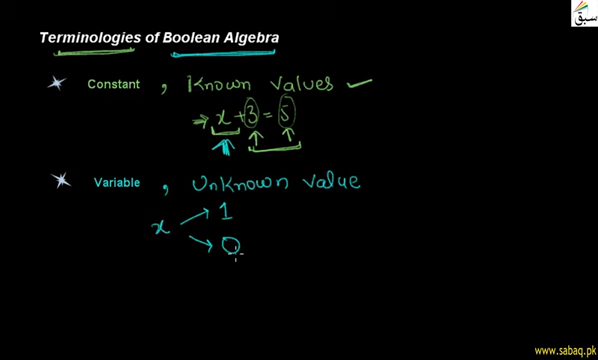 Terminologies of Boolean Algebra
سبق
Constant , Known Values ✓
⇒ x + 3 = 5
Variable , Unknown Value
x → 1
→ 0
www.sabaq.pk